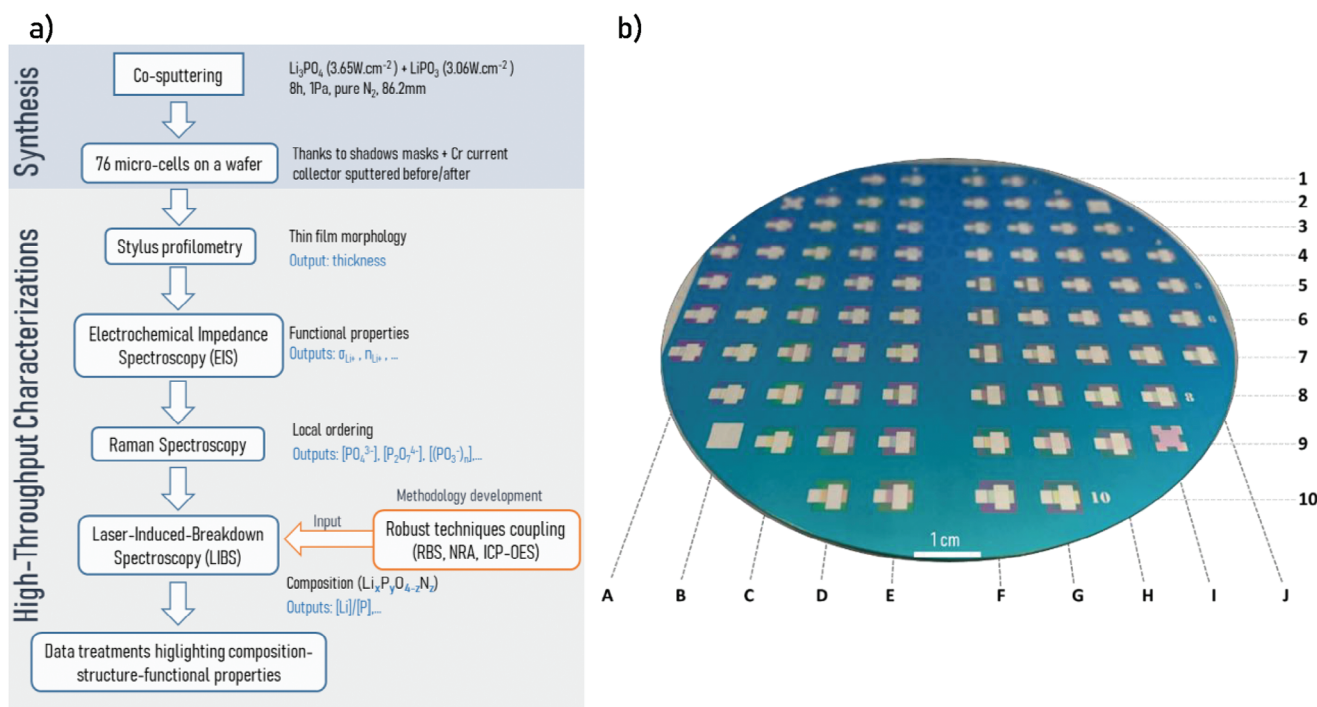 a)
Synthesis
Co-sputtering
Li₃PO₄ (3.65W.cm⁻²) + LiPO₃ (3.06W.cm⁻²)
8h, 1Pa, pure N₂, 86.2mm
76 micro-cells on a wafer
Thanks to shadows masks + Cr current
collector sputtered before/after
High-Throughput Characterizations
Stylus profilometry
Thin film morphology
Output: thickness
Electrochemical Impedance
Spectroscopy (EIS)
Functional properties
Outputs: σLi⁺ , nLi⁺ , ...
Raman Spectroscopy
Local ordering
Outputs: [PO₄³⁻], [P₂O₇⁴⁻], [(PO₃⁻)ₙ],...
Methodology development
Laser-Induced-Breakdown
Spectroscopy (LIBS)
Input
Robust techniques coupling
(RBS, NRA, ICP-OES)
Composition (LiₓPᵧO₄₋zNz)
Outputs: [Li]/[P],...
Data treatments higlighting composition-
structure-functional properties
b)
1
2
3
4
5
6
7
8
9
10
8
10
1 cm
A B C D E F G H I J